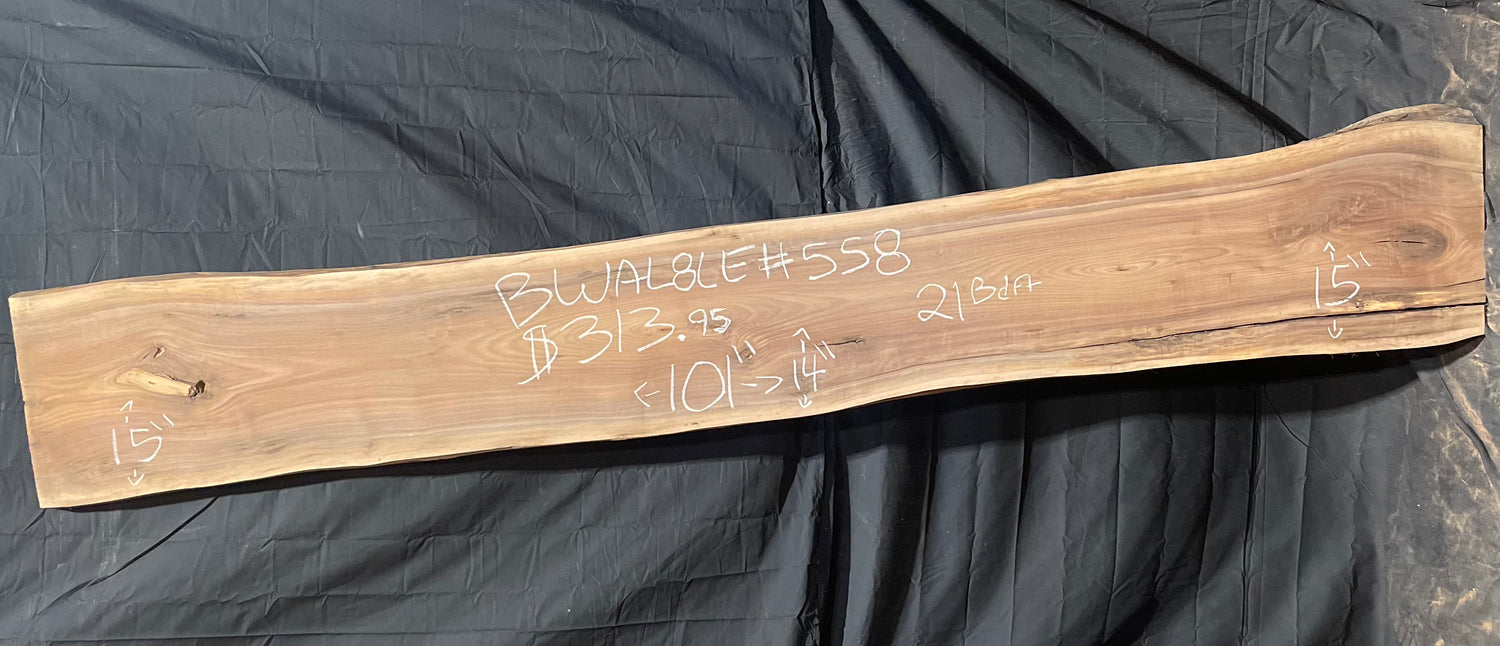 BWAL8LE#558
$313.95
21 Bdft
←101"→
14"
15"
15"